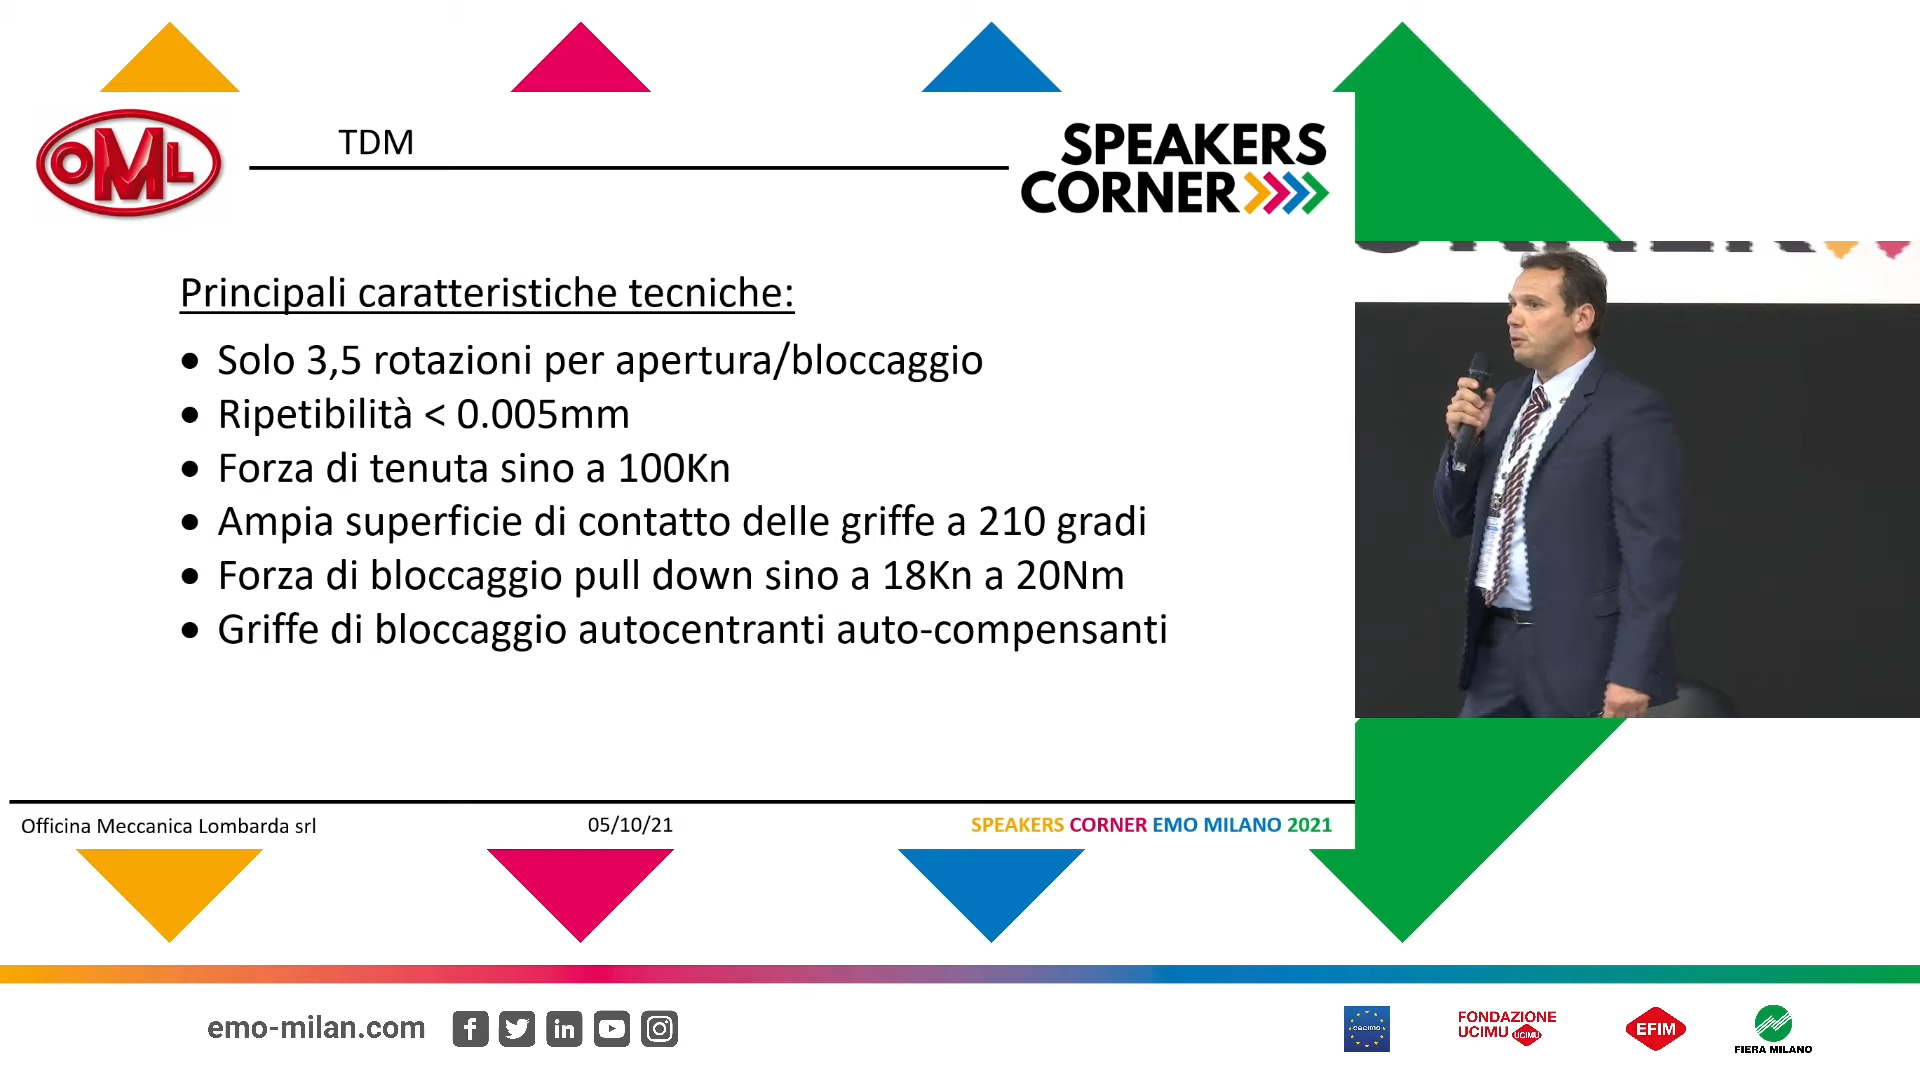 OML
TDM
SPEAKERS
CORNER
Principali caratteristiche tecniche:
• Solo 3,5 rotazioni per apertura/bloccaggio
• Ripetibilità < 0.005mm
• Forza di tenuta sino a 100Kn
• Ampia superficie di contatto delle griffe a 210 gradi
• Forza di bloccaggio pull down sino a 18Kn a 20Nm
• Griffe di bloccaggio autocentranti auto-compensanti
Officina Meccanica Lombarda srl
05/10/21
SPEAKERS CORNER EMO MILANO 2021
emo-milan.com
cecimo
FONDAZIONE
UCIMU
UCIMU
EFIM
FIERA MILANO